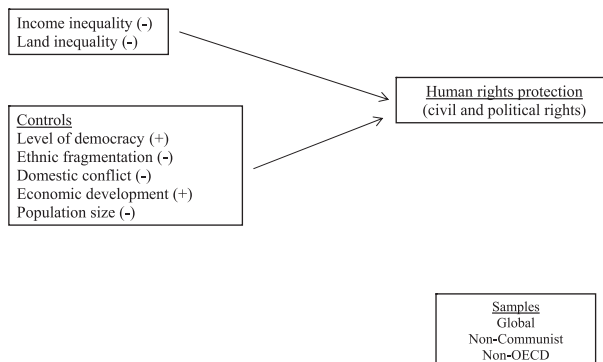 Income inequality (-)
Land inequality (-)
Human rights protection
(civil and political rights)
Controls
Level of democracy (+)
Ethnic fragmentation (-)
Domestic conflict (-)
Economic development (+)
Population size (-)
Samples
Global
Non-Communist
Non-OECD